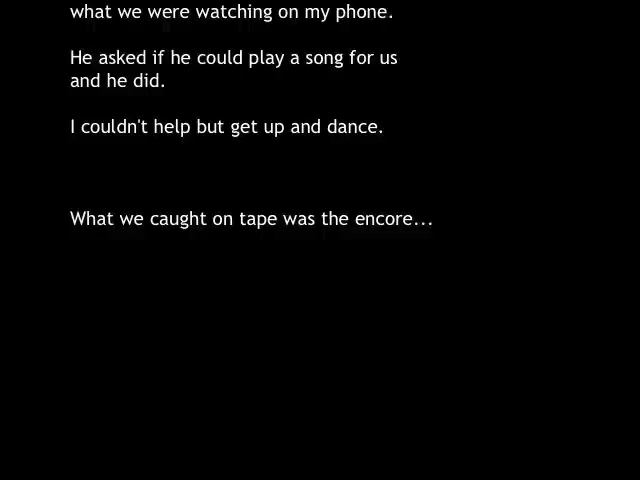 what we were watching on my phone.
He asked if he could play a song for us
and he did.
I couldn't help but get up and dance.
What we caught on tape was the encore...